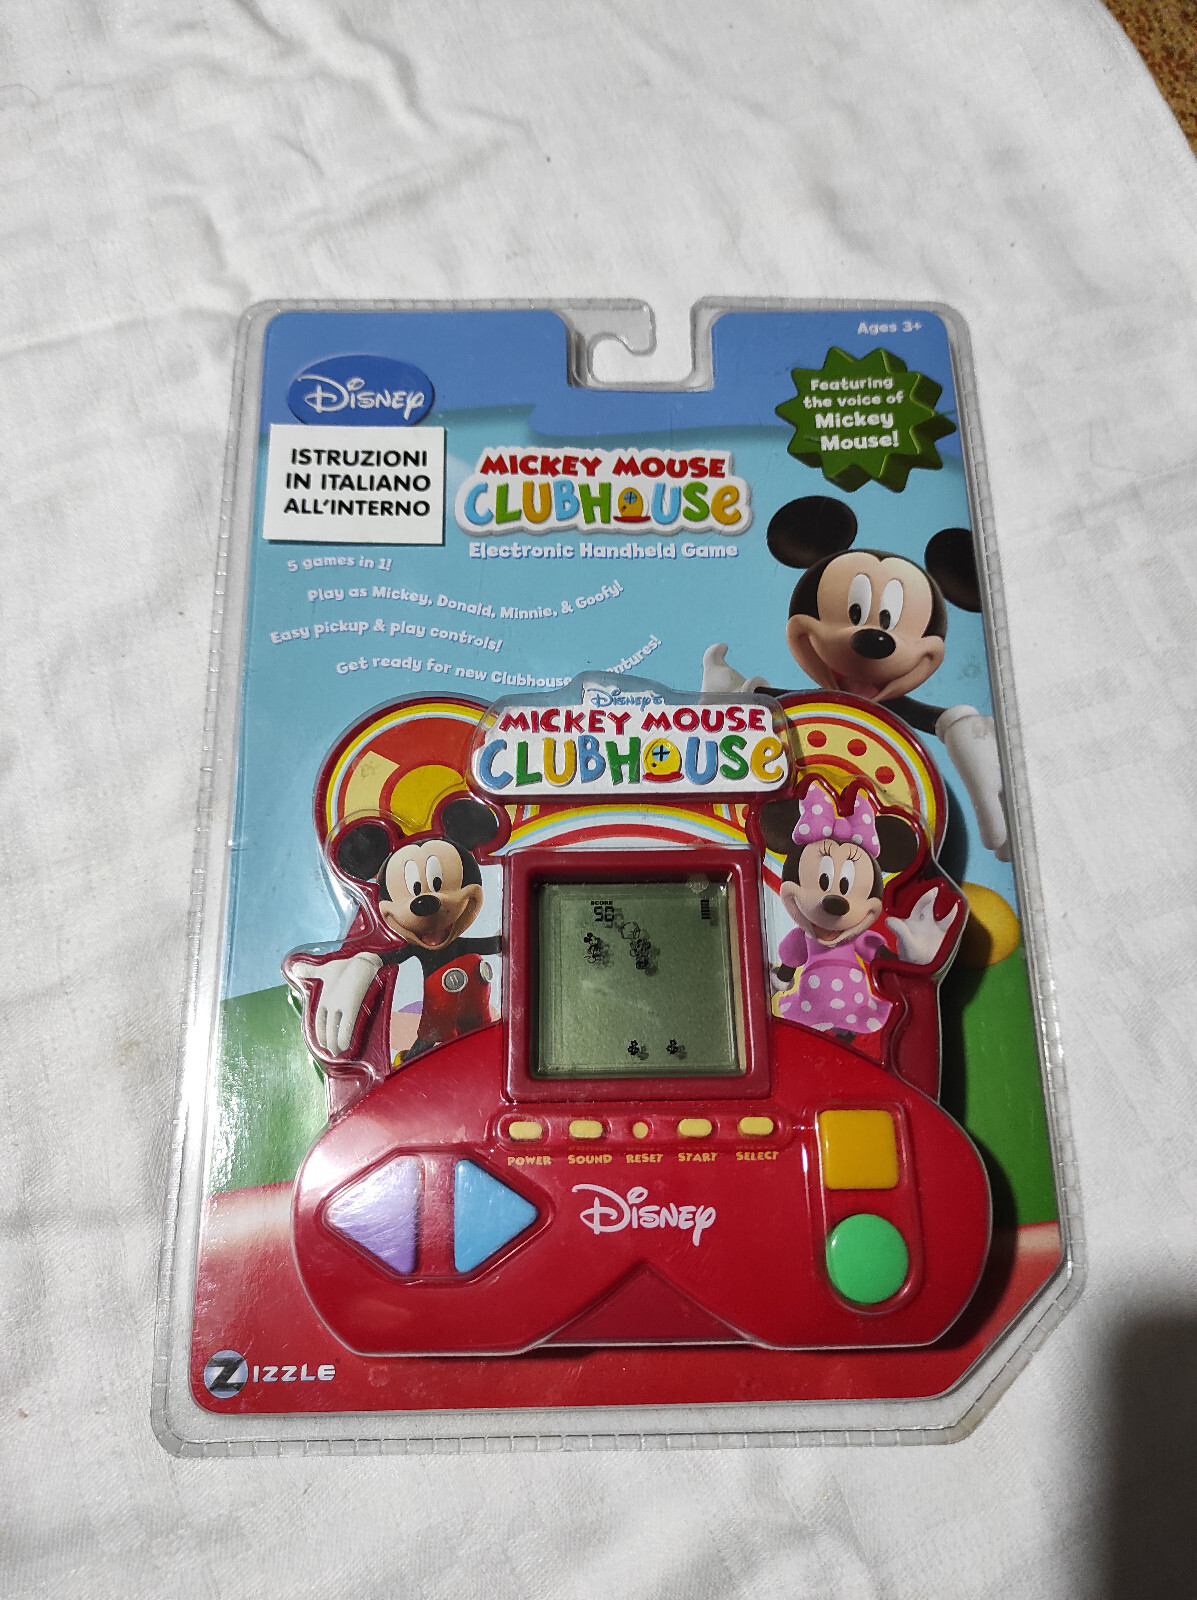 Ages 3+
Disney
Featuring
the voice of
Mickey
Mouse!
ISTRUZIONI
IN ITALIANO
ALL'INTERNO
MICKEY MOUSE
CLUBHOUSE
Electronic Handheld Game
5 games in 1!
Play as Mickey, Donald, Minnie, & Goofy!
Easy pickup & play controls!
Get ready for new Clubhouse
Disney's
MICKEY MOUSE
CLUBHOUSE
SCORE
POWER SOUND RESET START SELECT
Disney
ZIZZLE